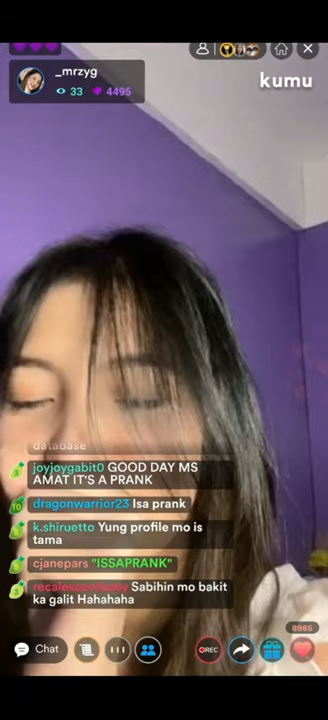 _mrzyg
33 4495
kumu
database
joyjoygabit0 GOOD DAY MS
AMAT IT'S A PRANK
dragonwarrior23 Isa prank
k.shiruetto Yung profile mo is
tama
cjanepars "ISSAPRANK"
Sabihin mo bakit
ka galit Hahahaha
8985
Chat
REC